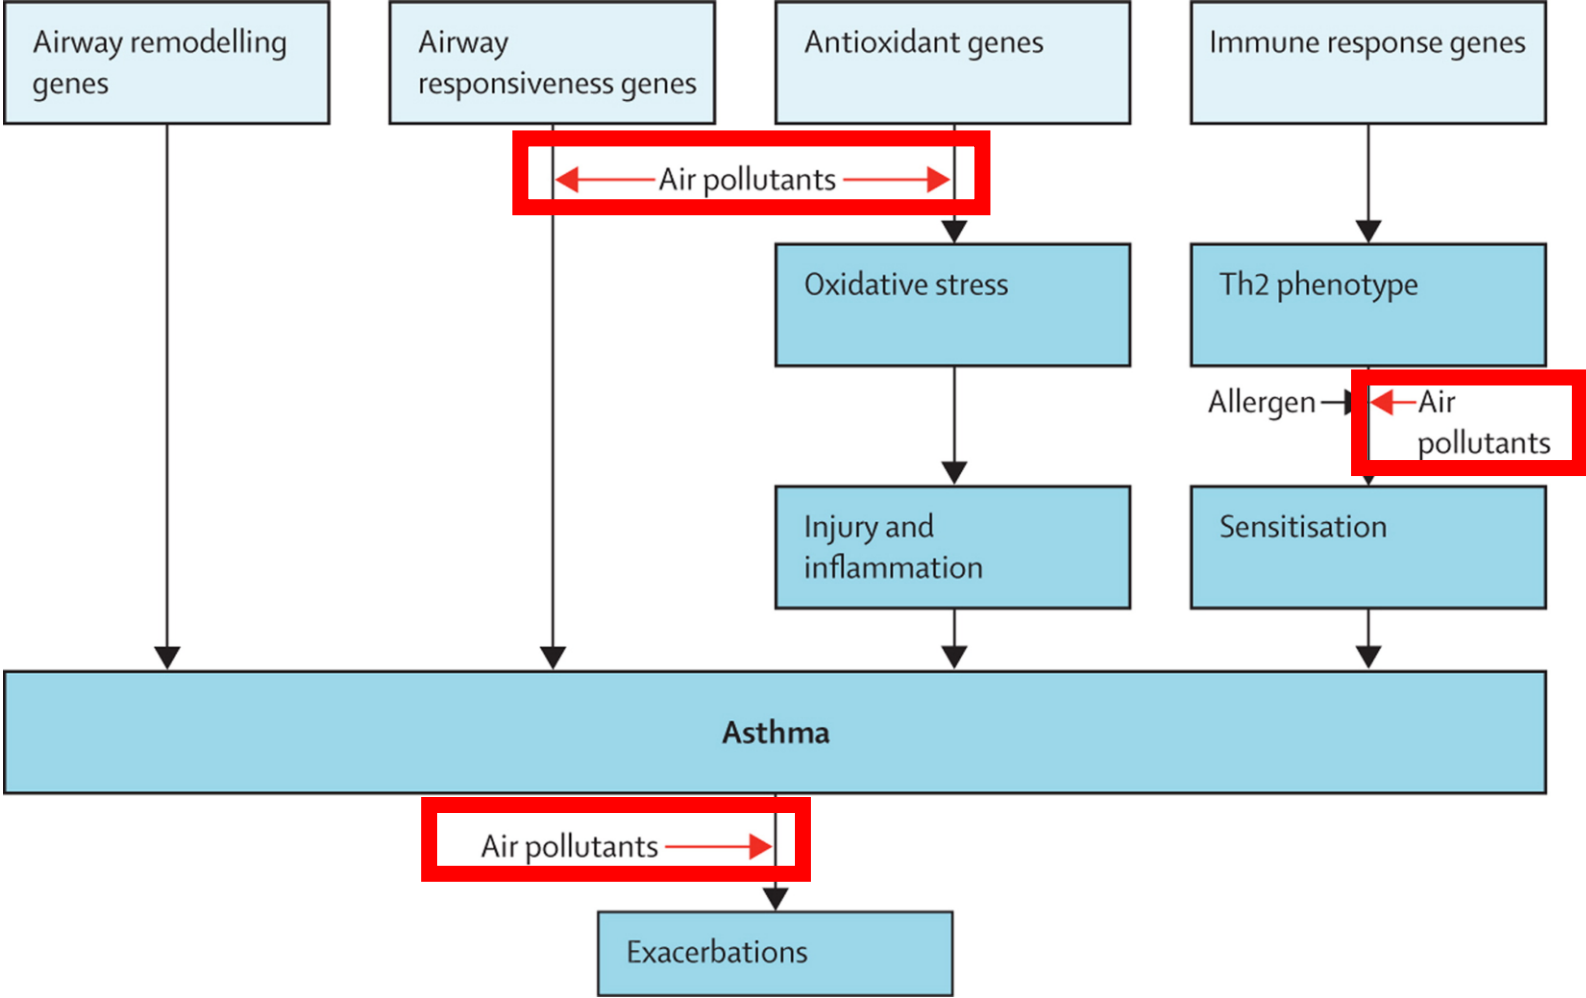 Airway remodelling
genes
Airway
responsiveness genes
Antioxidant genes
Immune response genes
Air pollutants
Oxidative stress
Th2 phenotype
Allergen
Air
pollutants
Injury and
inflammation
Sensitisation
Asthma
Air pollutants
Exacerbations